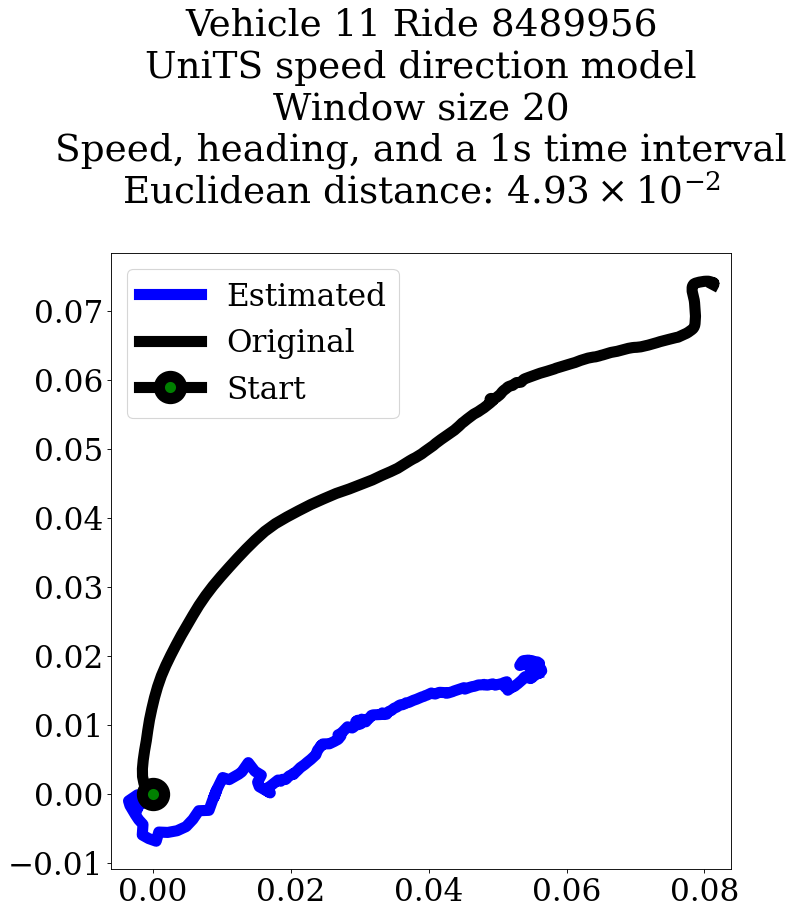 Vehicle 11 Ride 8489956
UniTS speed direction model
Window size 20
Speed, heading, and a 1s time interval
Euclidean distance: 4.93 × 10⁻²
Estimated
Original
Start
0.07
0.06
0.05
0.04
0.03
0.02
0.01
0.00
−0.01
0.00 0.02 0.04 0.06 0.08